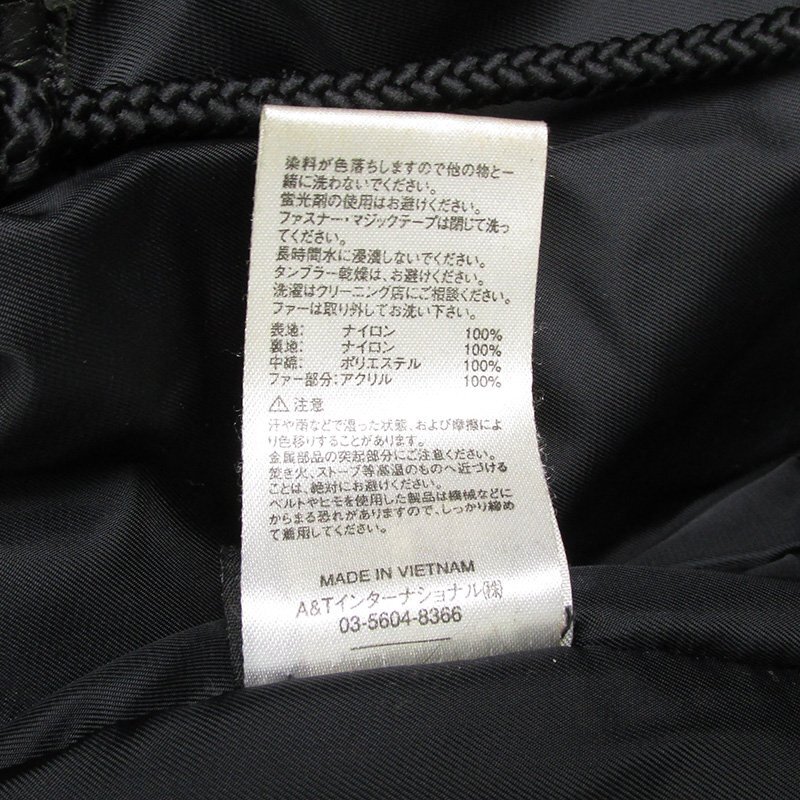 染料が色落ちしますので他の物と一
緒に洗わないでください。
蛍光剤の使用はお避けください。
ファスナー・マジックテープは閉じて洗っ
てください。
長時間水に浸漬しないでください。
タンブラー乾燥は、お避けください。
洗濯はクリーニング店にご相談ください。
ファーは取り外してお洗い下さい。
表地: ナイロン 100%
裏地: ナイロン 100%
中綿: ポリエステル 100%
ファー部分: アクリル 100%
⚠ 注意
汗や雨などで湿った状態、および摩擦によ
り色移りすることがあります。
金属部品の突起部分にご注意ください。
焚き火、ストーブ等高温のものへ近づける
ことは、絶対にお避けください。
ベルトやヒモを使用した製品は機械などに
からまる恐れがありますので、しっかり締め
て着用してください。
MADE IN VIETNAM
A&Tインターナショナル(株)
03-5604-8366